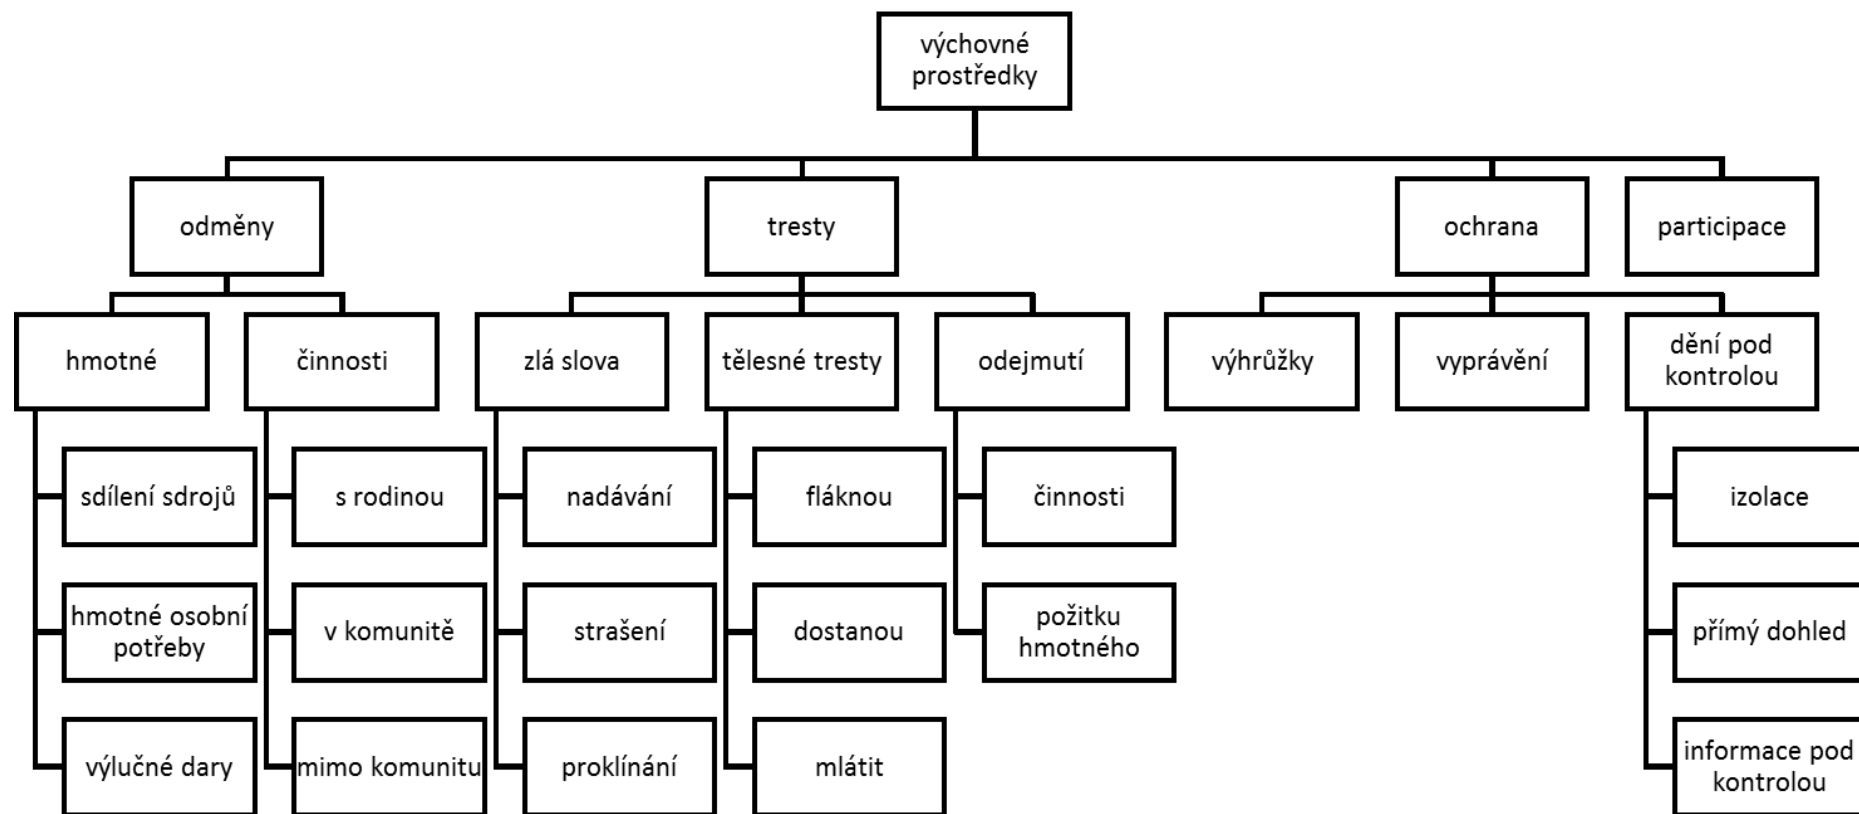 výchovné
prostředky
odměny
tresty
ochrana
participace
hmotné
činnosti
zlá slova
tělesné tresty
odejmutí
výhrůžky
vyprávění
dění pod
kontrolou
sdílení sdrojů
s rodinou
nadávání
fláknou
činnosti
izolace
hmotné osobní
potřeby
v komunitě
strašení
dostanou
požitku
hmotného
přímý dohled
výlučné dary
mimo komunitu
proklínání
mlátit
informace pod
kontrolou